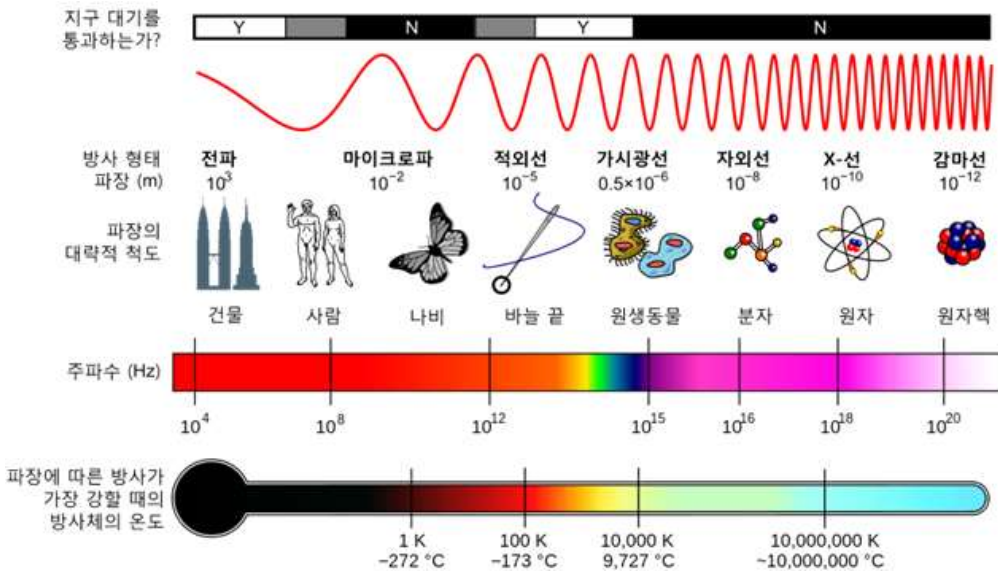 지구 대기를
통과하는가?
Y N Y N
방사 형태 전파 마이크로파 적외선 가시광선 자외선 X-선 감마선
파장 (m) 10³ 10⁻² 10⁻⁵ 0.5×10⁻⁶ 10⁻⁸ 10⁻¹⁰ 10⁻¹²
파장의
대략적 척도
건물 사람 나비 바늘 끝 원생동물 분자 원자 원자핵
주파수 (Hz)
10⁴ 10⁸ 10¹² 10¹⁵ 10¹⁶ 10¹⁸ 10²⁰
파장에 따른 방사가
가장 강할 때의
방사체의 온도
1 K 100 K 10,000 K 10,000,000 K
−272 °C −173 °C 9,727 °C ~10,000,000 °C